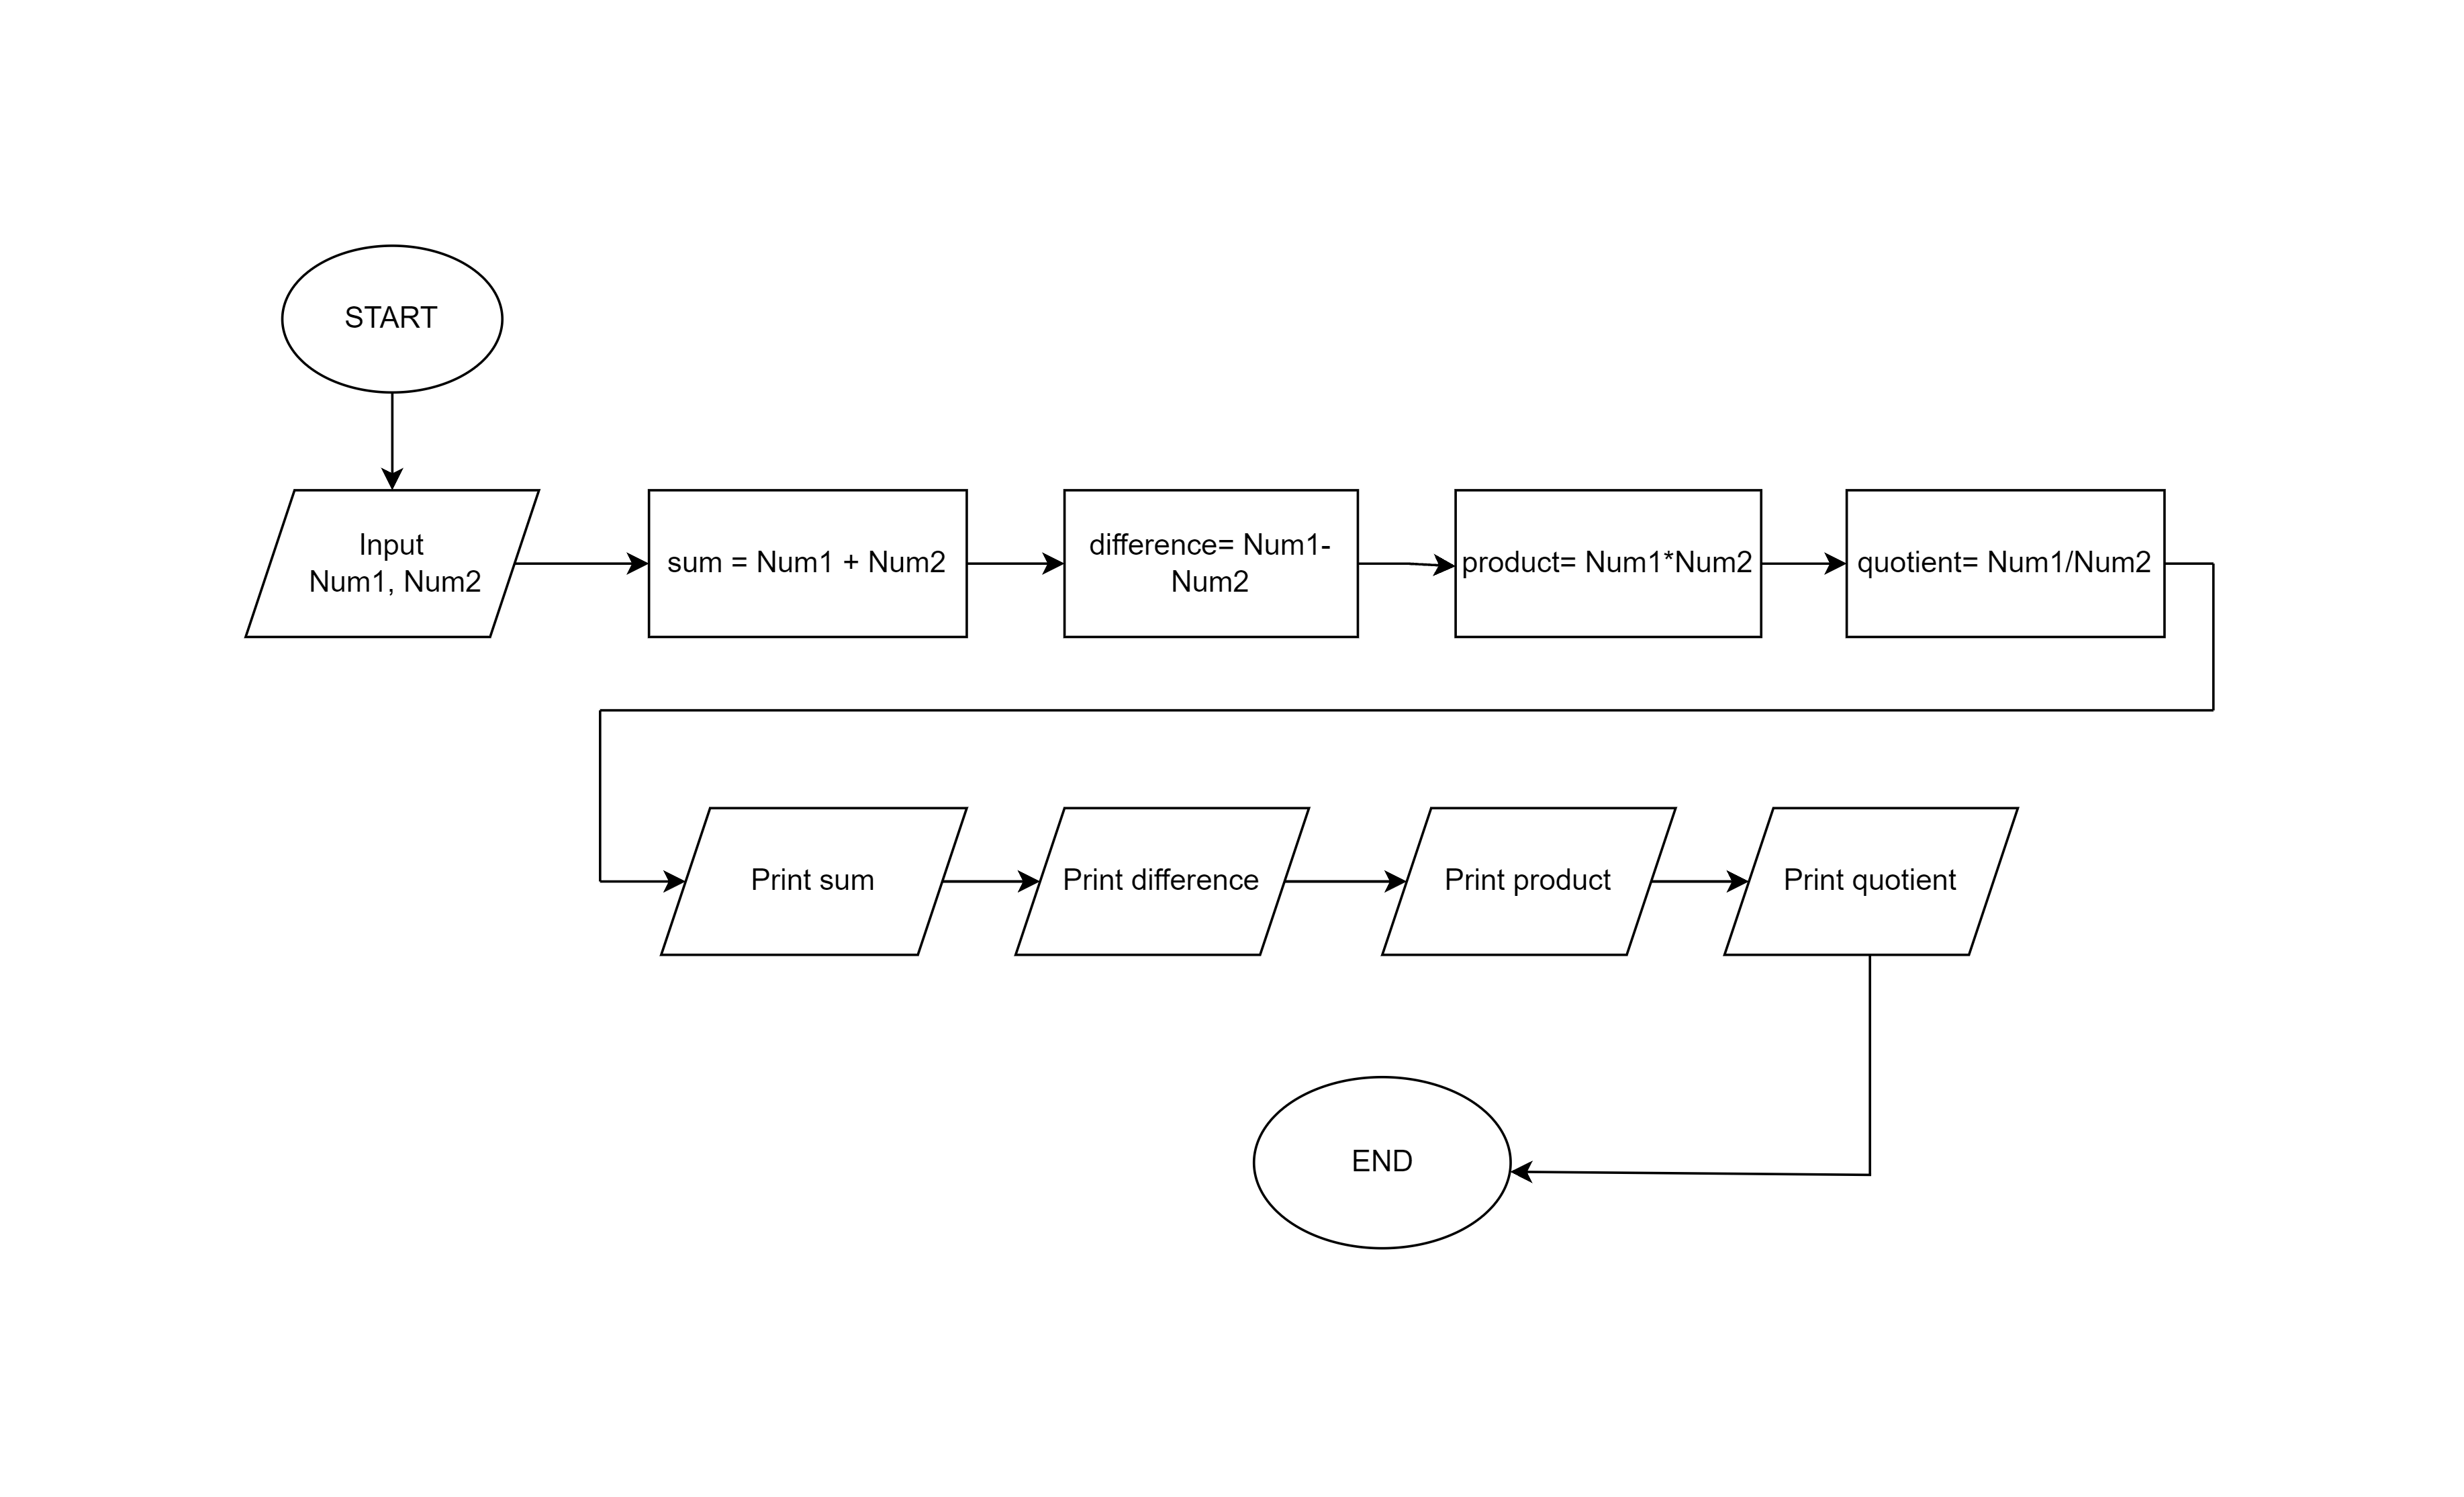 START
Input
Num1, Num2
sum = Num1 + Num2
difference= Num1-
Num2
product= Num1*Num2
quotient= Num1/Num2
Print sum
Print difference
Print product
Print quotient
END